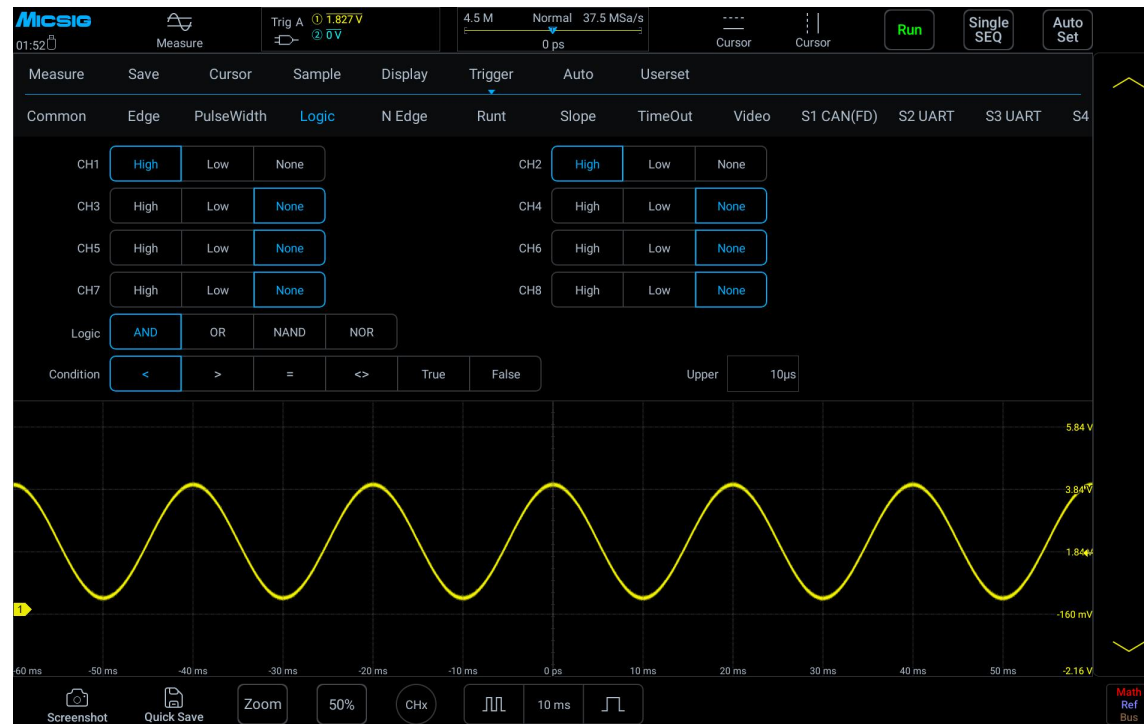 Micsig Trig A ① 1.827 V 4.5 M Normal 37.5 MSa/s ---- Run Single SEQ Auto Set
01:52 Measure ② 0 V 0 ps Cursor Cursor
Measure Save Cursor Sample Display Trigger Auto Userset
Common Edge PulseWidth Logic N Edge Runt Slope TimeOut Video S1 CAN(FD) S2 UART S3 UART S4
CH1 High Low None CH2 High Low None
CH3 High Low None CH4 High Low None
CH5 High Low None CH6 High Low None
CH7 High Low None CH8 High Low None
Logic AND OR NAND NOR
Condition < > = <> True False Upper 10µs
5.84 V
3.84 V
1.84
1 -160 mV
-60 ms -50 ms -40 ms -30 ms -20 ms -10 ms 0 ps 10 ms 20 ms 30 ms 40 ms 50 ms -2.16 V
Screenshot Quick Save Zoom 50% CHx 10 ms Math
Ref
Bus